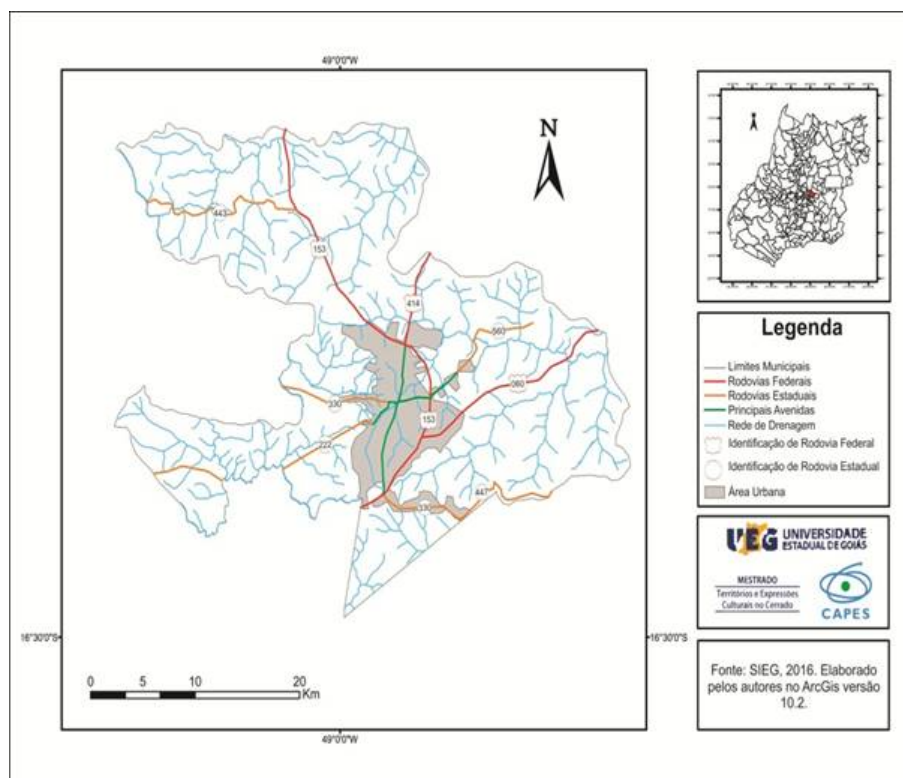 49°0'0"W
N
443
153
414
560
060
330
153
222
447
330
16°30'0"S
16°30'0"S
0 5 10 20
Km
49°0'0"W
Legenda
Limites Municipais
Rodovias Federais
Rodovias Estaduais
Principais Avenidas
Rede de Drenagem
Identificação de Rodovia Federal
Identificação de Rodovia Estadual
Área Urbana
UEG UNIVERSIDADE
ESTADUAL DE GOIÁS
MESTRADO
Territórios e Expressões
Culturais no Cerrado
CAPES
Fonte: SIEG, 2016. Elaborado
pelos autores no ArcGis versão
10.2.